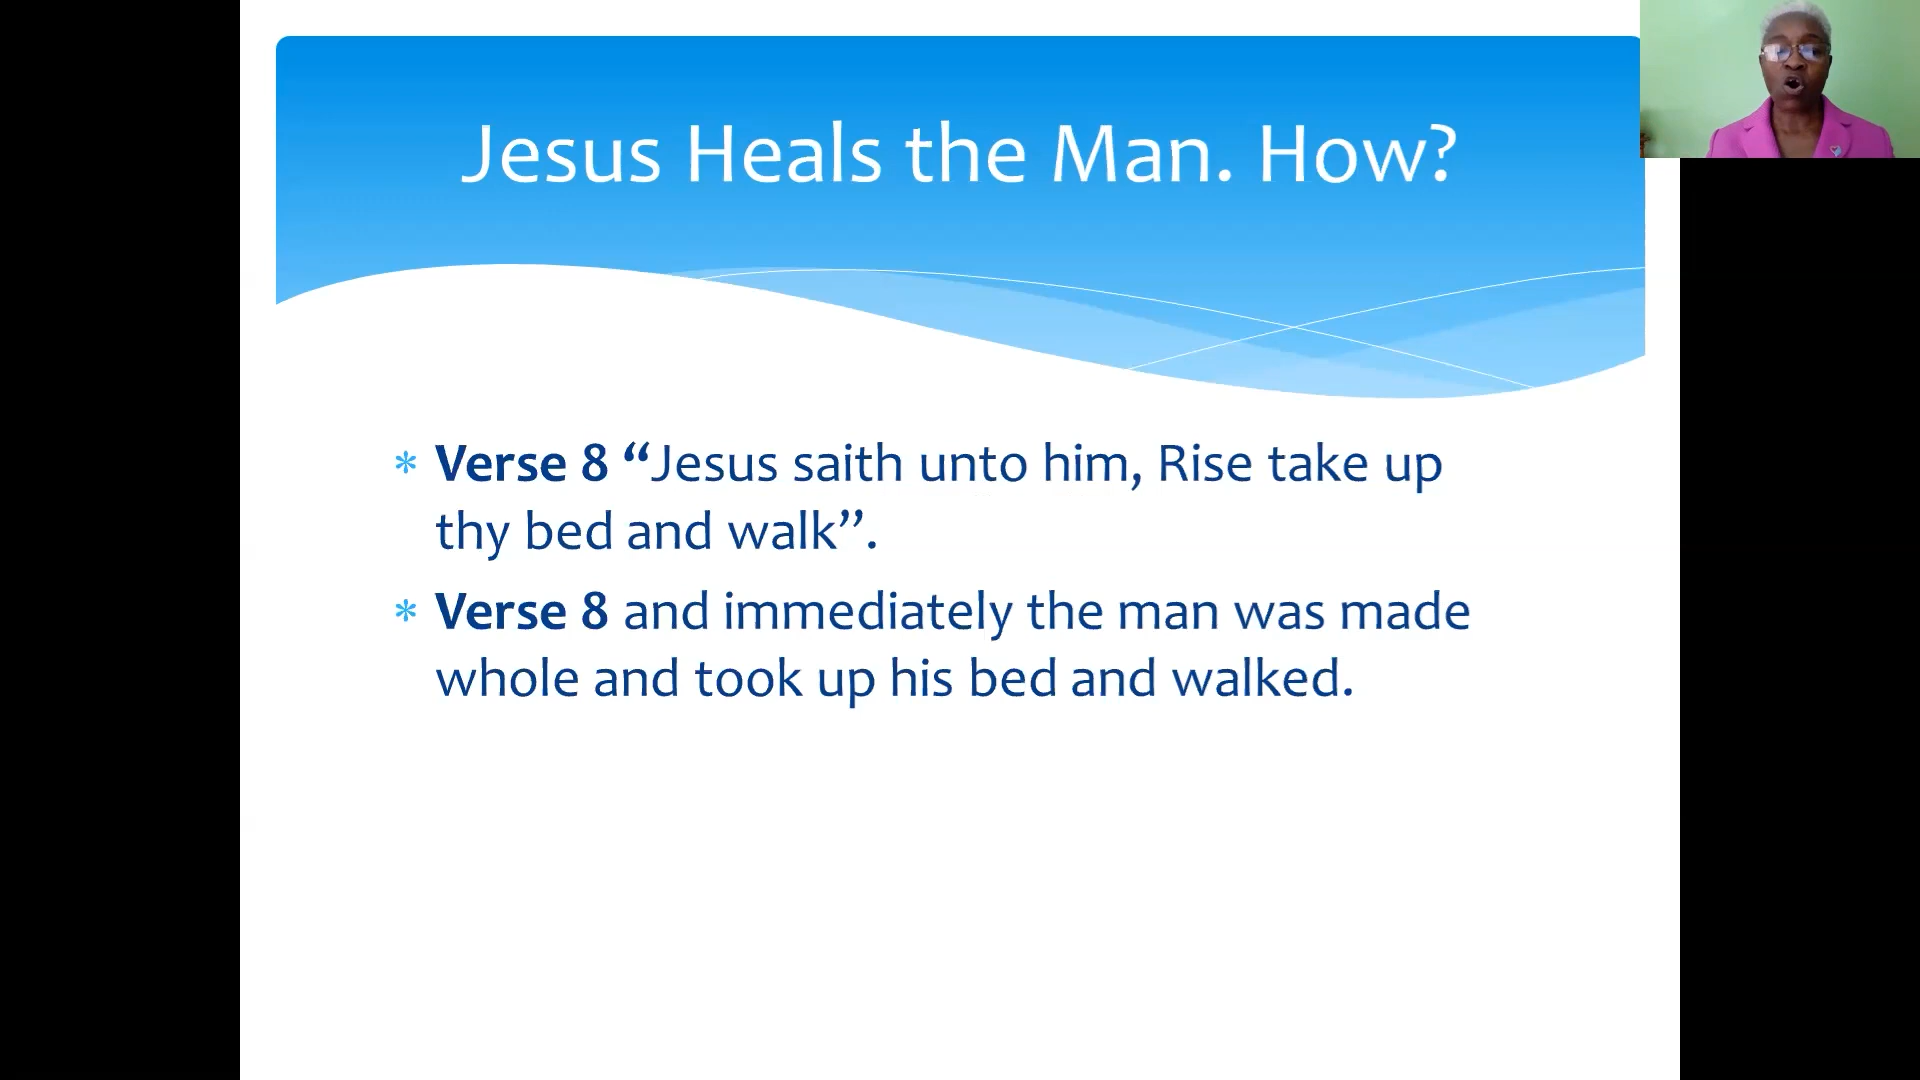 Jesus Heals the Man. How?
* Verse 8 “Jesus saith unto him, Rise take up
thy bed and walk”.
* Verse 8 and immediately the man was made
whole and took up his bed and walked.